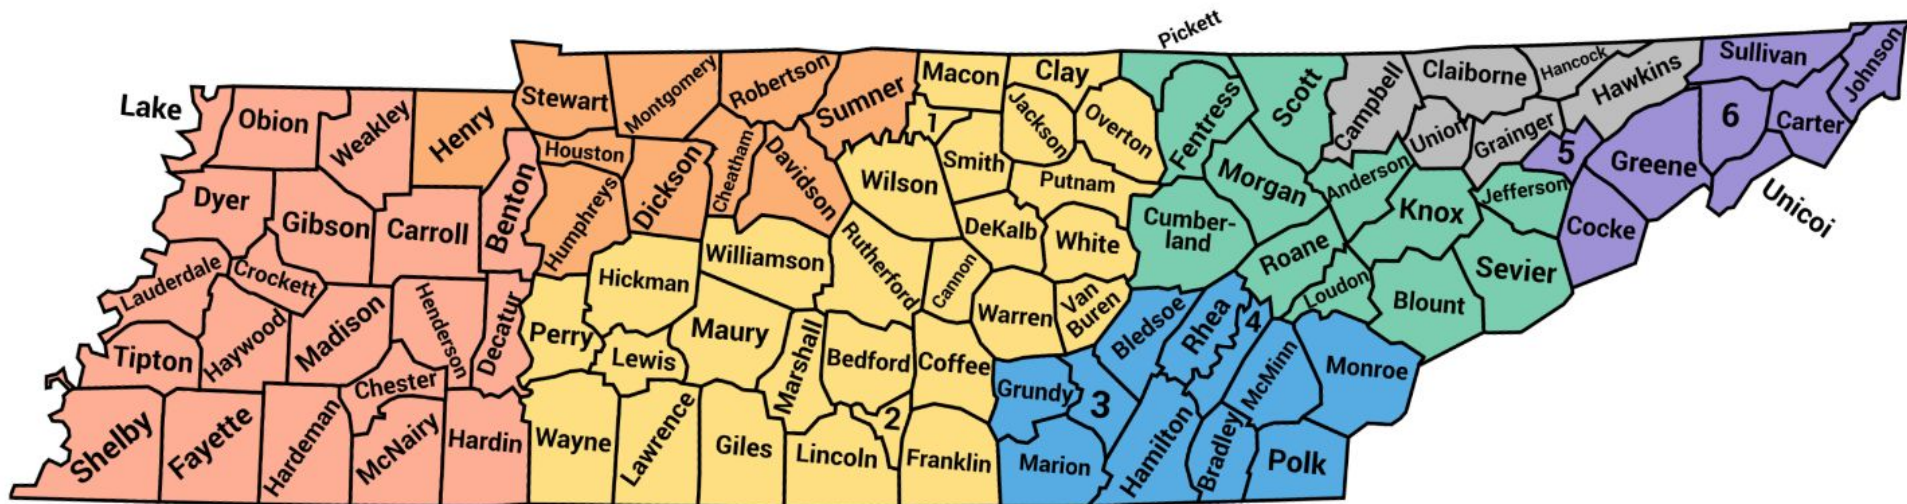 Pickett
Lake
Obion
Weakley
Henry
Stewart
Montgomery
Robertson
Sumner
Macon
Clay
Jackson
Overton
Fentress
Scott
Campbell
Claiborne
Hancock
Hawkins
Sullivan
Johnson
Carter
6
5
Greene
Unicoi
Union
Grainger
1
Smith
Houston
Dickson
Cheatham
Davidson
Wilson
Putnam
Morgan
Anderson
Knox
Jefferson
Cocke
Dyer
Gibson
Carroll
Benton
Humphreys
Williamson
Rutherford
Cannon
DeKalb
White
Cumber-
land
Roane
Loudon
Blount
Sevier
Lauderdale
Crockett
Haywood
Madison
Henderson
Decatur
Perry
Hickman
Lewis
Maury
Marshall
Bedford
Coffee
Warren
Van
Buren
Bledsoe
Rhea
4
McMinn
Monroe
Tipton
Chester
Grundy
3
Shelby
Fayette
Hardeman
McNairy
Hardin
Wayne
Lawrence
Giles
Lincoln
2
Franklin
Marion
Hamilton
Bradley
Polk